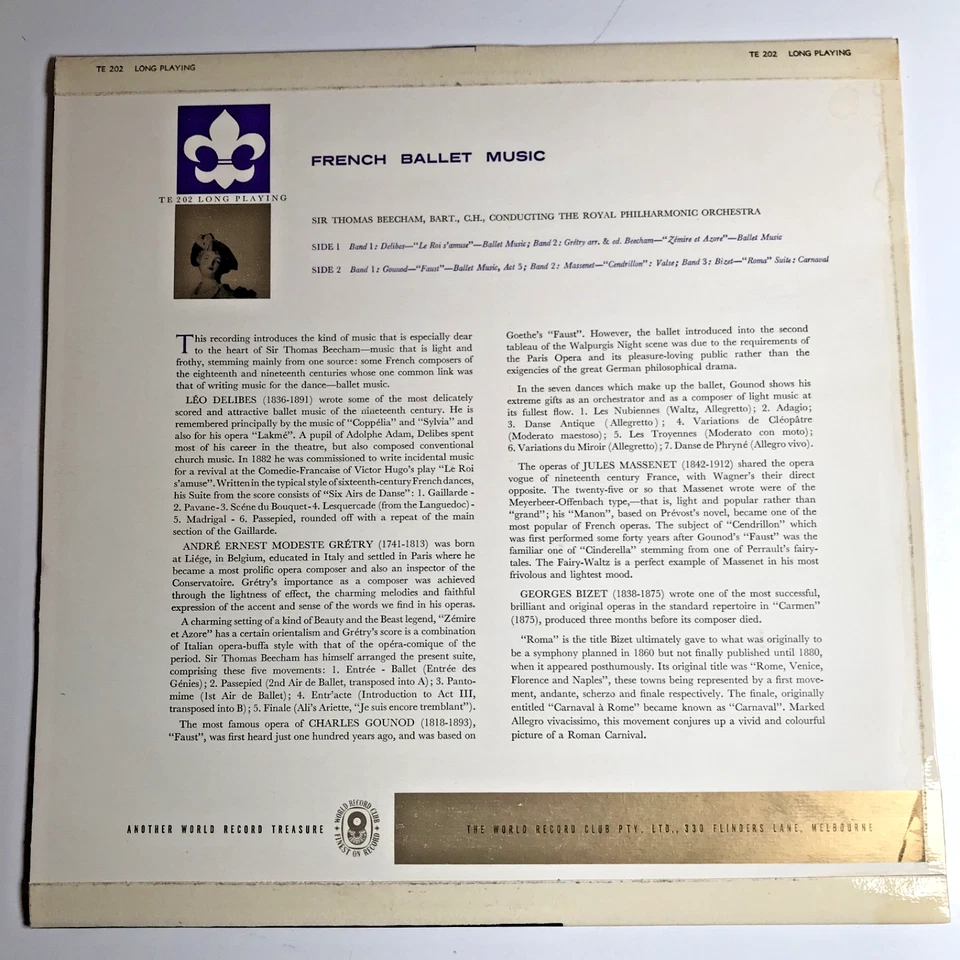 TE 202 LONG PLAYING
TE 202 LONG PLAYING
FRENCH BALLET MUSIC
TE 202 LONG PLAYING
SIR THOMAS BEECHAM, BART., C.H., CONDUCTING THE ROYAL PHILHARMONIC ORCHESTRA
SIDE 1 Band 1: Delibes—“Le Roi s’amuse”—Ballet Music; Band 2: Grétry arr. & ed. Beecham—“Zémire et Azore”—Ballet Music
SIDE 2 Band 1: Gounod—“Faust”—Ballet Music, Act 5; Band 2: Massenet—“Cendrillon”: Valse; Band 3: Bizet—“Roma” Suite: Carnaval
This recording introduces the kind of music that is especially dear
to the heart of Sir Thomas Beecham—music that is light and
frothy, stemming mainly from one source: some French composers of
the eighteenth and nineteenth centuries whose one common link was
that of writing music for the dance—ballet music.
LÉO DELIBES (1836-1891) wrote some of the most delicately
scored and attractive ballet music of the nineteenth century. He is
remembered principally by the music of “Coppélia” and “Sylvia” and
also for his opera “Lakmé”. A pupil of Adolphe Adam, Delibes spent
most of his career in the theatre, but also composed conventional
church music. In 1882 he was commissioned to write incidental music
for a revival at the Comedie-Francaise of Victor Hugo’s play “Le Roi
s’amuse”. Written in the typical style of sixteenth-century French dances,
his Suite from the score consists of “Six Airs de Danse”: 1. Gaillarde -
2. Pavane-3. Scéne du Bouquet-4. Lesquercade (from the Languedoc) -
5. Madrigal - 6. Passepied, rounded off with a repeat of the main
section of the Gaillarde.
ANDRÉ ERNEST MODESTE GRÉTRY (1741-1813) was born
at Liége, in Belgium, educated in Italy and settled in Paris where he
became a most prolific opera composer and also an inspector of the
Conservatoire. Grétry’s importance as a composer was achieved
through the lightness of effect, the charming melodies and faithful
expression of the accent and sense of the words we find in his operas.
A charming setting of a kind of Beauty and the Beast legend, “Zémire
et Azore” has a certain orientalism and Grétry’s score is a combination
of Italian opera-buffa style with that of the opéra-comique of the
period. Sir Thomas Beecham has himself arranged the present suite,
comprising these five movements: 1. Entrée - Ballet (Entrée des
Génies); 2. Passepied (2nd Air de Ballet, transposed into A); 3. Panto-
mime (1st Air de Ballet); 4. Entr’acte (Introduction to Act III,
transposed into B); 5. Finale (Ali’s Ariette, “Je suis encore tremblant”).
The most famous opera of CHARLES GOUNOD (1818-1893),
“Faust”, was first heard just one hundred years ago, and was based on
Goethe’s “Faust”. However, the ballet introduced into the second
tableau of the Walpurgis Night scene was due to the requirements of
the Paris Opera and its pleasure-loving public rather than the
exigencies of the great German philosophical drama.
In the seven dances which make up the ballet, Gounod shows his
extreme gifts as an orchestrator and as a composer of light music at
its fullest flow. 1. Les Nubiennes (Waltz, Allegretto); 2. Adagio;
3. Danse Antique (Allegretto); 4. Variations de Cléopâtre
(Moderato maestoso); 5. Les Troyennes (Moderato con moto);
6. Variations du Miroir (Allegretto); 7. Danse de Phryné (Allegro vivo).
The operas of JULES MASSENET (1842-1912) shared the opera
vogue of nineteenth century France, with Wagner’s their direct
opposite. The twenty-five or so that Massenet wrote were of the
Meyerbeer-Offenbach type,—that is, light and popular rather than
“grand”; his “Manon”, based on Prévost’s novel, became one of the
most popular of French operas. The subject of “Cendrillon” which
was first performed some forty years after Gounod’s “Faust” was the
familiar one of “Cinderella” stemming from one of Perrault’s fairy-
tales. The Fairy-Waltz is a perfect example of Massenet in his most
frivolous and lightest mood.
GEORGES BIZET (1838-1875) wrote one of the most successful,
brilliant and original operas in the standard repertoire in “Carmen”
(1875), produced three months before its composer died.
“Roma” is the title Bizet ultimately gave to what was originally to
be a symphony planned in 1860 but not finally published until 1880,
when it appeared posthumously. Its original title was “Rome, Venice,
Florence and Naples”, these towns being represented by a first move-
ment, andante, scherzo and finale respectively. The finale, originally
entitled “Carnaval à Rome” became known as “Carnaval”. Marked
Allegro vivacissimo, this movement conjures up a vivid and colourful
picture of a Roman Carnival.
ANOTHER WORLD RECORD TREASURE
WORLD RECORD CLUB
FINEST ON RECORD
THE WORLD RECORD CLUB PTY. LTD., 330 FLINDERS LANE, MELBOURNE